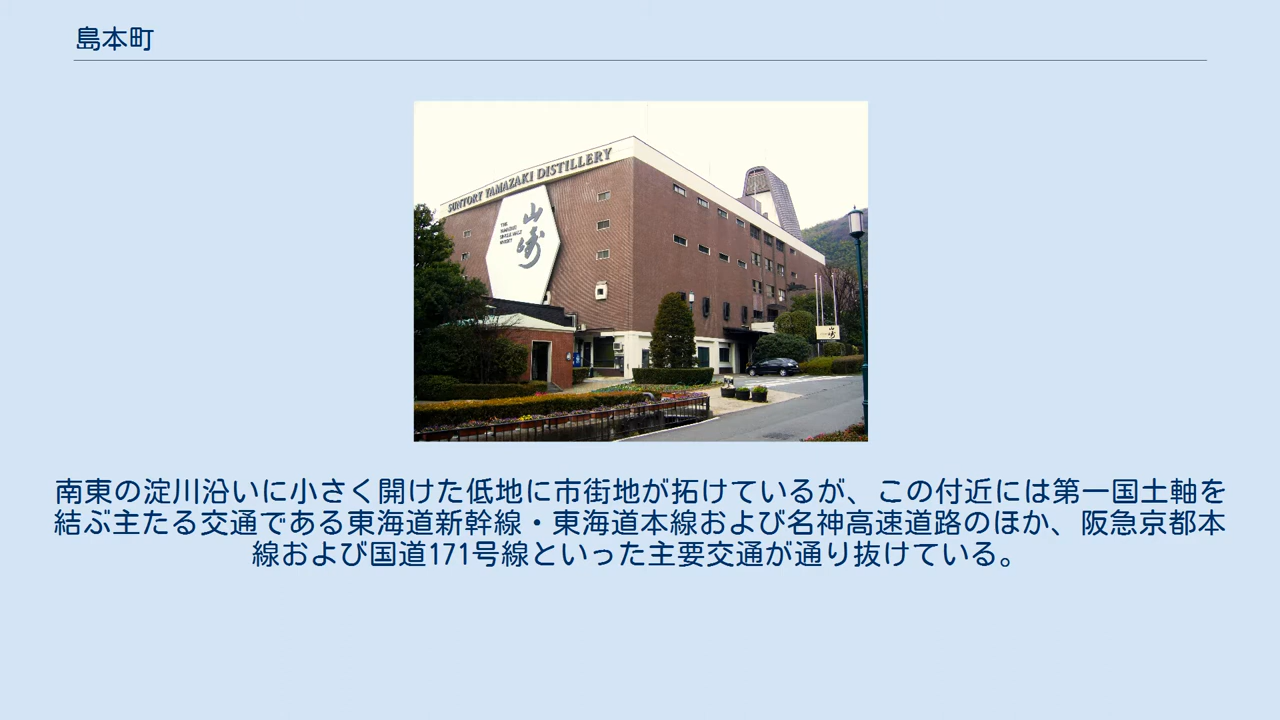 島本町
SUNTORY YAMAZAKI DISTILLERY
山崎
南東の淀川沿いに小さく開けた低地に市街地が拓けているが、この付近には第一国土軸を
結ぶ主たる交通である東海道新幹線・東海道本線および名神高速道路のほか、阪急京都本
線および国道171号線といった主要交通が通り抜けている。